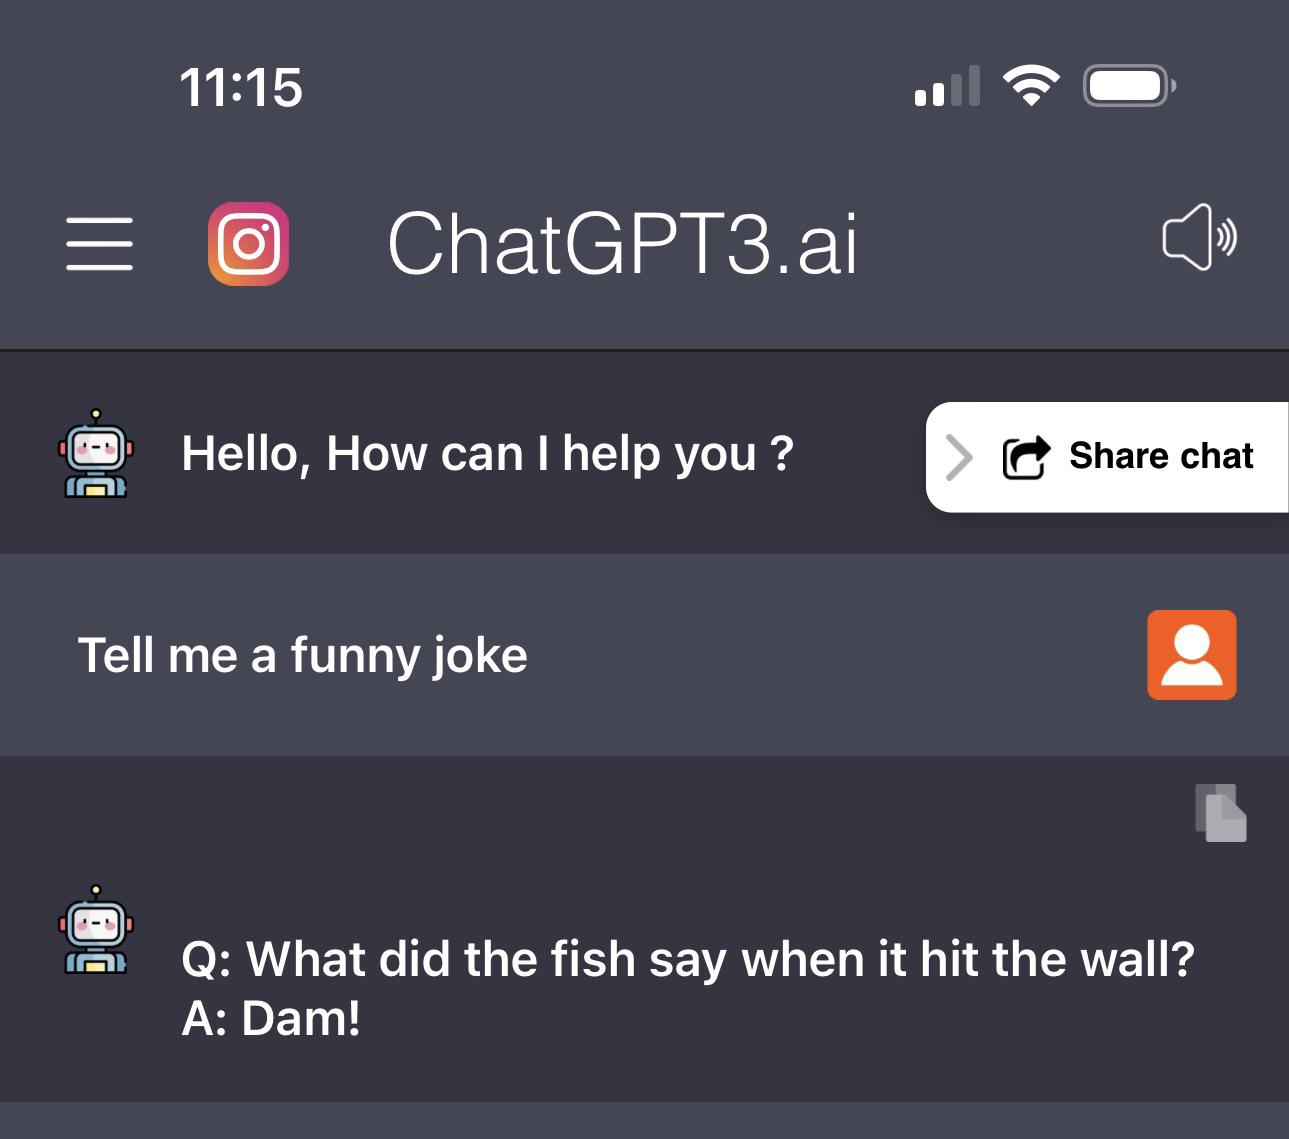 11:15
ChatGPT3.ai
Hello, How can I help you ?
Share chat
Tell me a funny joke
Q: What did the fish say when it hit the wall?
A: Dam!